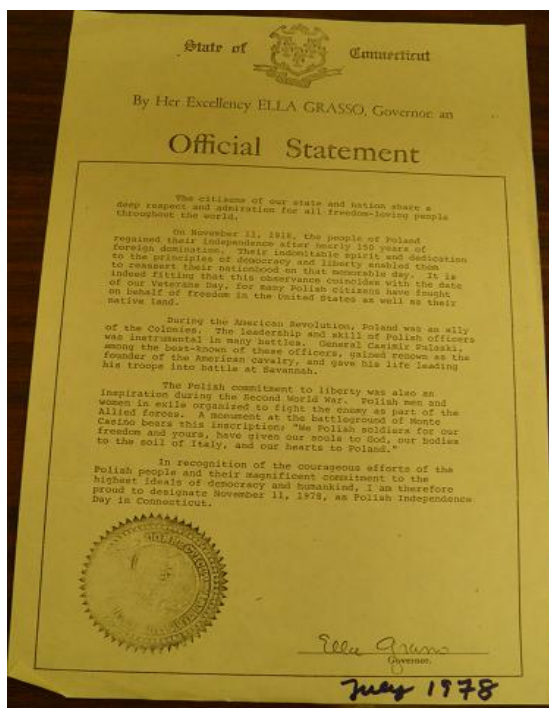 State of Connecticut
By Her Excellency ELLA GRASSO, Governor: an
Official Statement
The citizens of our state and nation share a
deep respect and admiration for all freedom-loving people
throughout the world.
On November 11, 1918, the people of Poland
regained their independence after nearly 150 years of
foreign domination. Their indomitable spirit and dedication
to the principles of democracy and liberty enabled them
to reassert their nationhood on that memorable day. It is
indeed fitting that this observance coincides with the date
of our Veterans Day, for many Polish citizens have fought
on behalf of freedom in the United States as well as their
native land.
During the American Revolution, Poland was an ally
of the Colonies. The leadership and skill of Polish officers
was instrumental in many battles. General Casimir Pulaski,
among the best-known of these officers, gained renown as the
founder of the American cavalry, and gave his life leading
his troops into battle at Savannah.
The Polish commitment to liberty was also an
inspiration during the Second World War. Polish men and
women in exile organized to fight the enemy as part of the
Allied forces. A monument at the battleground of Monte
Casino bears this inscription: "We Polish soldiers for our
freedom and yours, have given our souls to God, our bodies
to the soil of Italy, and our hearts to Poland."
In recognition of the courageous efforts of the
Polish people and their magnificent commitment to the
highest ideals of democracy and humankind, I am therefore
proud to designate November 11, 1978, as Polish Independence
Day in Connecticut.
Ella Grasso
Governor.
July 1978